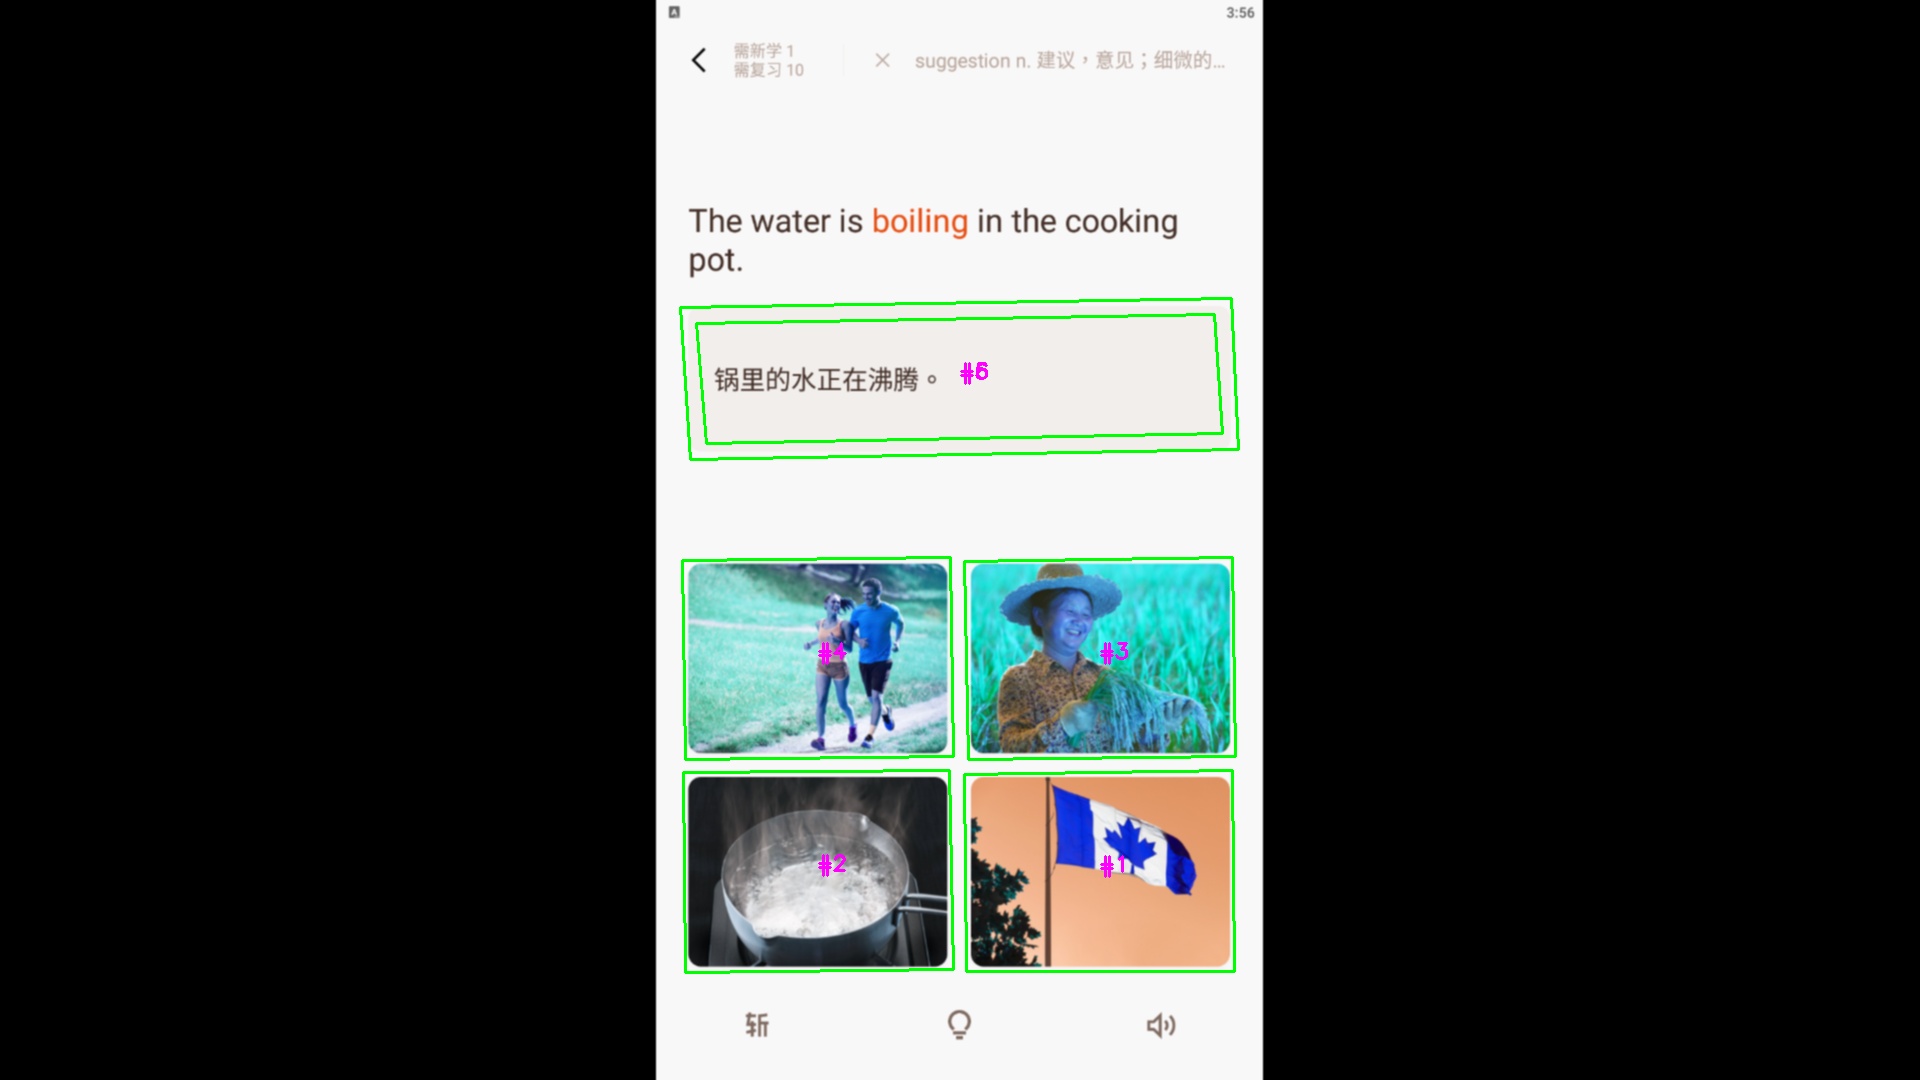 3:56
需新学 1
需复习 10
suggestion n. 建议，意见；细微的...
The water is boiling in the cooking
pot.
锅里的水正在沸腾。
#4
#3
#2
#1
斩